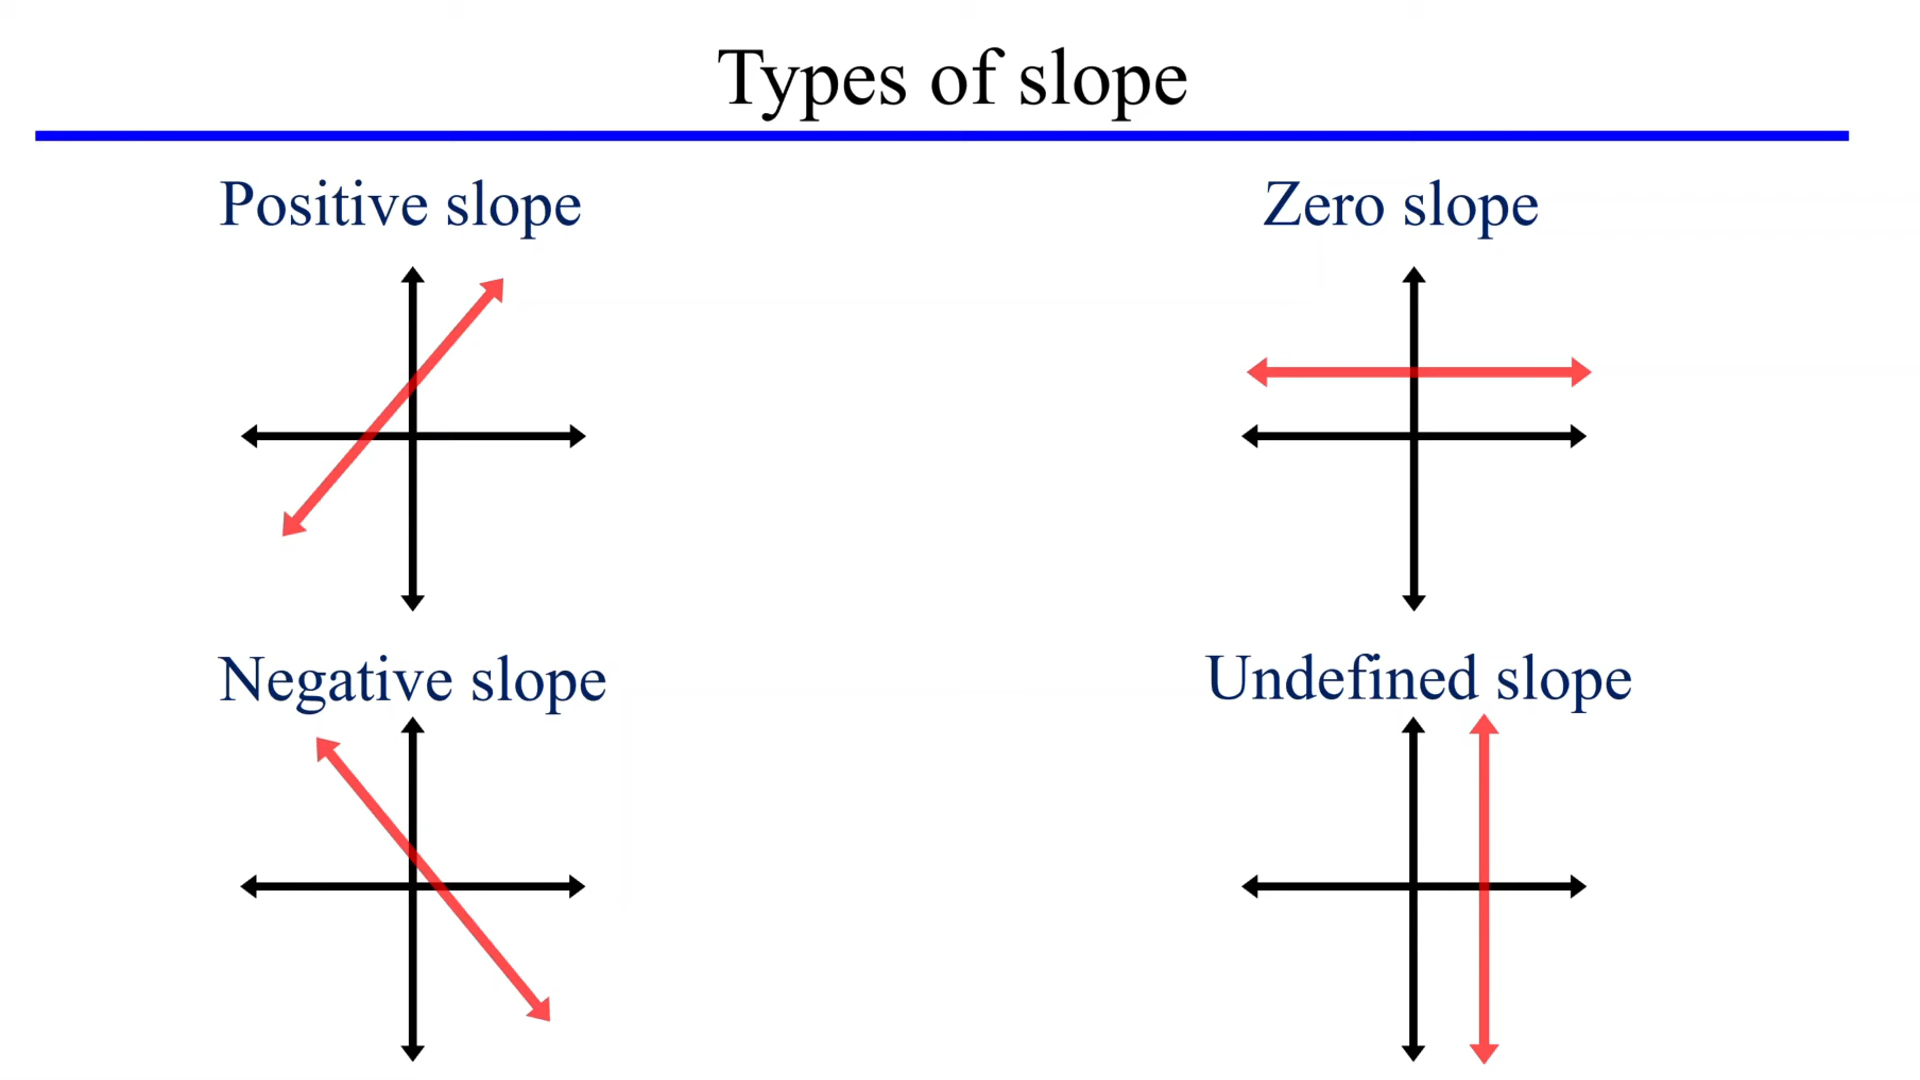 Types of slope
Positive slope
Zero slope
Negative slope
Undefined slope